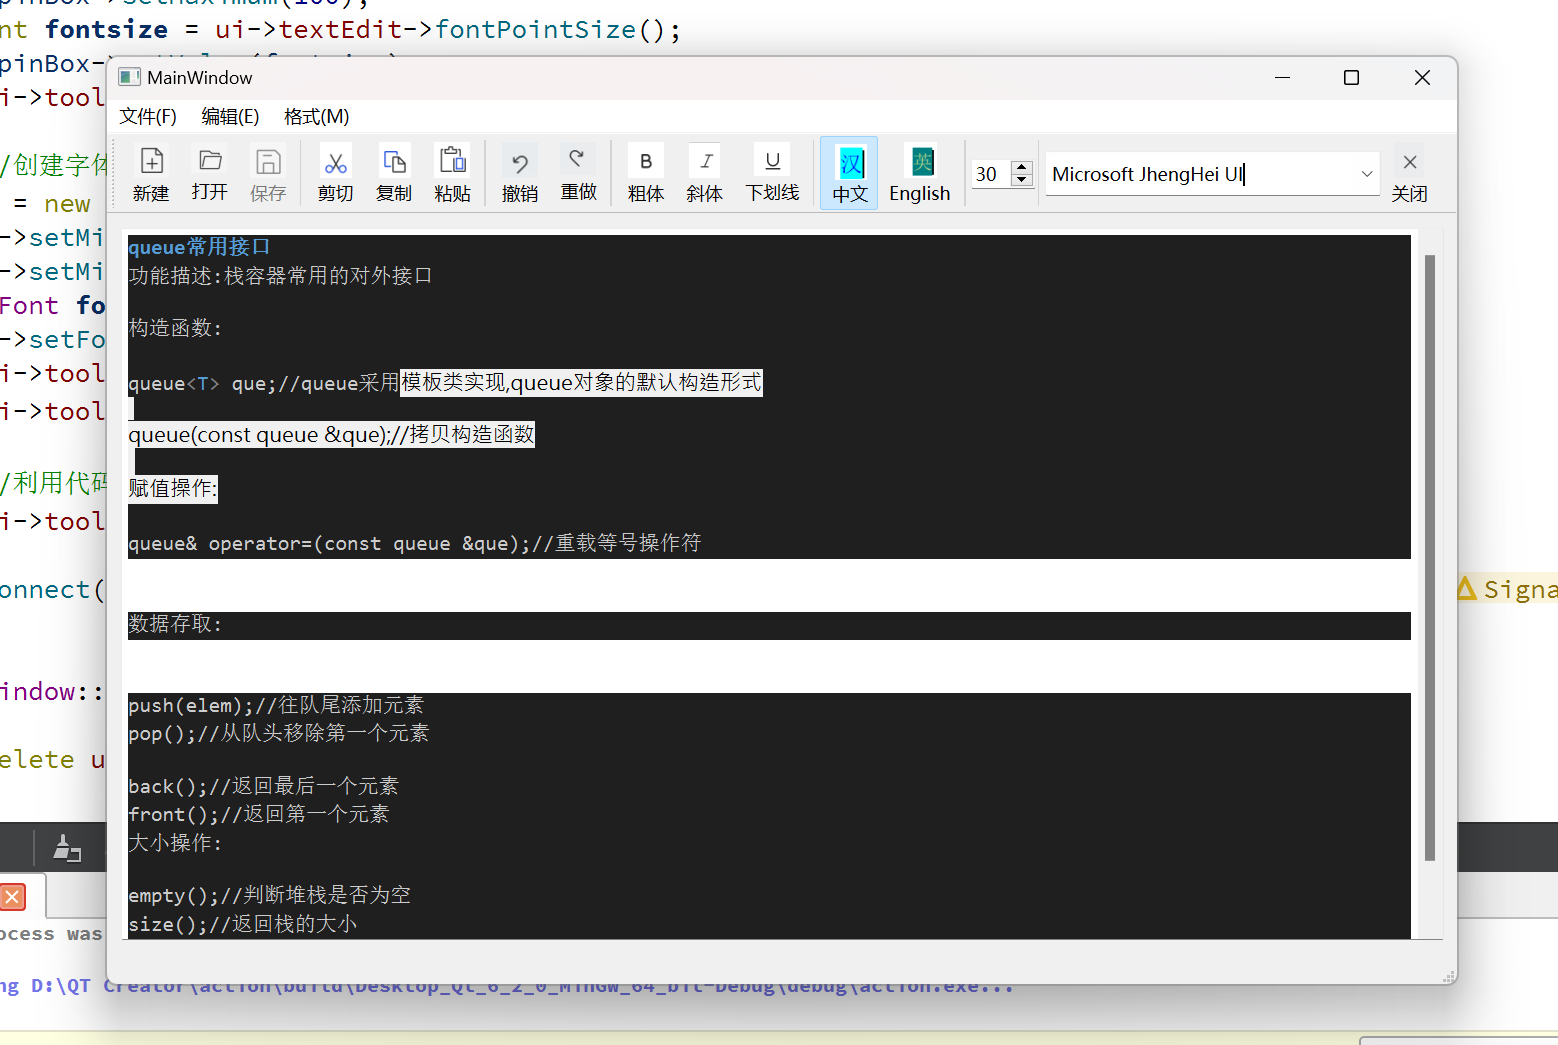 nt fontsize = ui->textEdit->fontPointSize();
pinBox-
i->tool
MainWindow
文件(F) 编辑(E) 格式(M)
新建 打开 保存 剪切 复制 粘贴 撤销 重做 B 粗体 I 斜体 U 下划线 汉 中文 英 English 30 Microsoft JhengHei UI 关闭
/创建字体
= new
->setMi
->setMi
Font fo
->setFo
i->tool
i->tool
/利用代码
i->tool
onnect(
Signa
indow::
elete u
queue常用接口
功能描述:栈容器常用的对外接口
构造函数:
queue<T> que;//queue采用模板类实现,queue对象的默认构造形式
queue(const queue &que);//拷贝构造函数
赋值操作:
queue& operator=(const queue &que);//重载等号操作符
数据存取:
push(elem);//往队尾添加元素
pop();//从队头移除第一个元素
back();//返回最后一个元素
front();//返回第一个元素
大小操作:
empty();//判断堆栈是否为空
size();//返回栈的大小
ocess was
ng D:\QT Creator\action\build\Desktop_Qt_6_2_0_MinGW_64_bit-Debug\debug\action.exe...